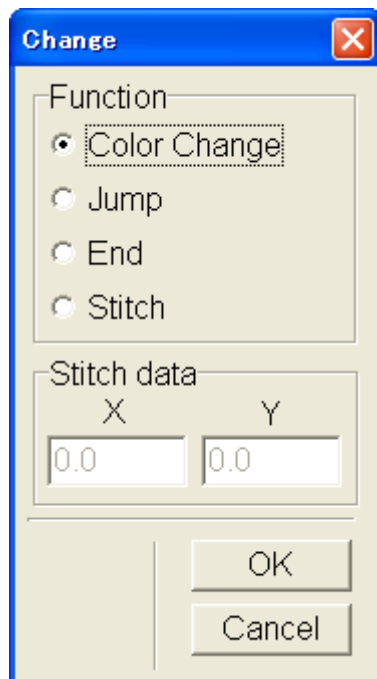 Change
Function
Color Change
Jump
End
Stitch
Stitch data
X Y
0.0 0.0
OK
Cancel